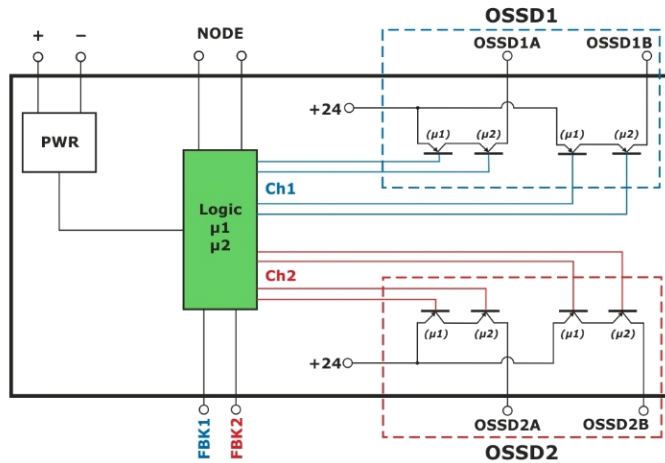 OSSD1
+ − NODE OSSD1A OSSD1B
+24
(µ1) (µ2) (µ1) (µ2)
PWR
Ch1
Logic
µ1
µ2
Ch2
(µ1) (µ2) (µ1) (µ2)
+24
FBK1 FBK2
OSSD2A OSSD2B
OSSD2